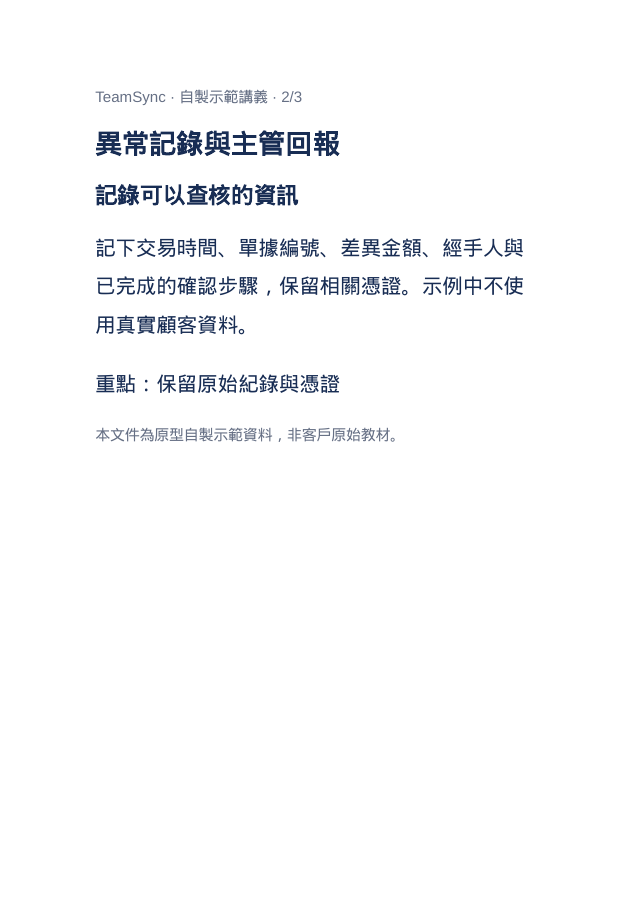 TeamSync · 自製示範講義 · 2/3
異常記錄與主管回報
記錄可以查核的資訊
記下交易時間、單據編號、差異金額、經手人與
已完成的確認步驟，保留相關憑證。示例中不使
用真實顧客資料。
重點：保留原始紀錄與憑證
本文件為原型自製示範資料，非客戶原始教材。